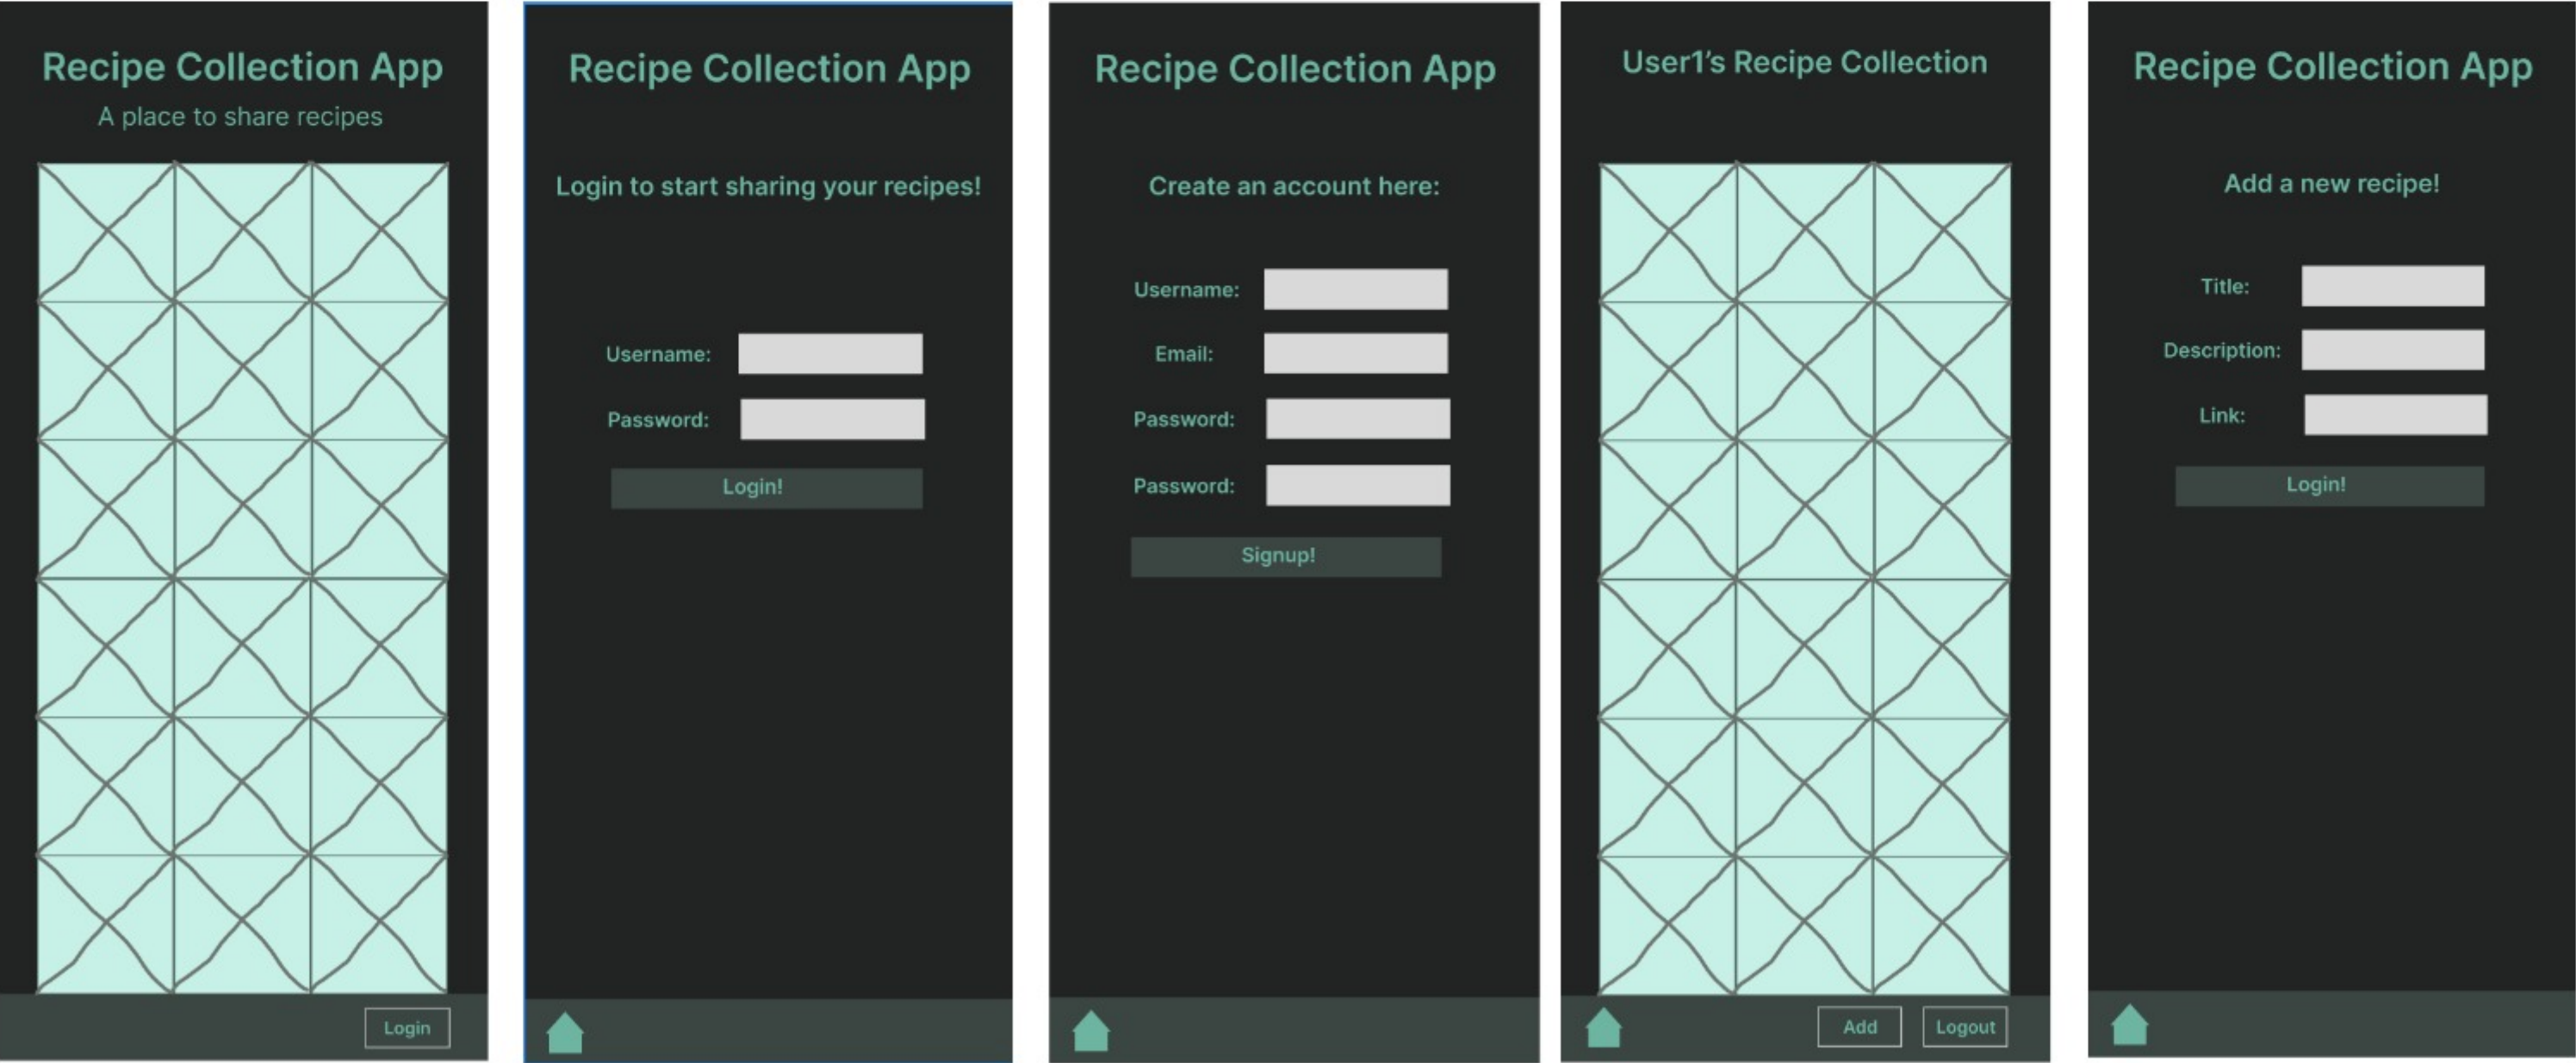 Recipe Collection App
A place to share recipes
Login
Recipe Collection App
Login to start sharing your recipes!
Username:
Password:
Login!
Recipe Collection App
Create an account here:
Username:
Email:
Password:
Password:
Signup!
User1’s Recipe Collection
Add
Logout
Recipe Collection App
Add a new recipe!
Title:
Description:
Link:
Login!